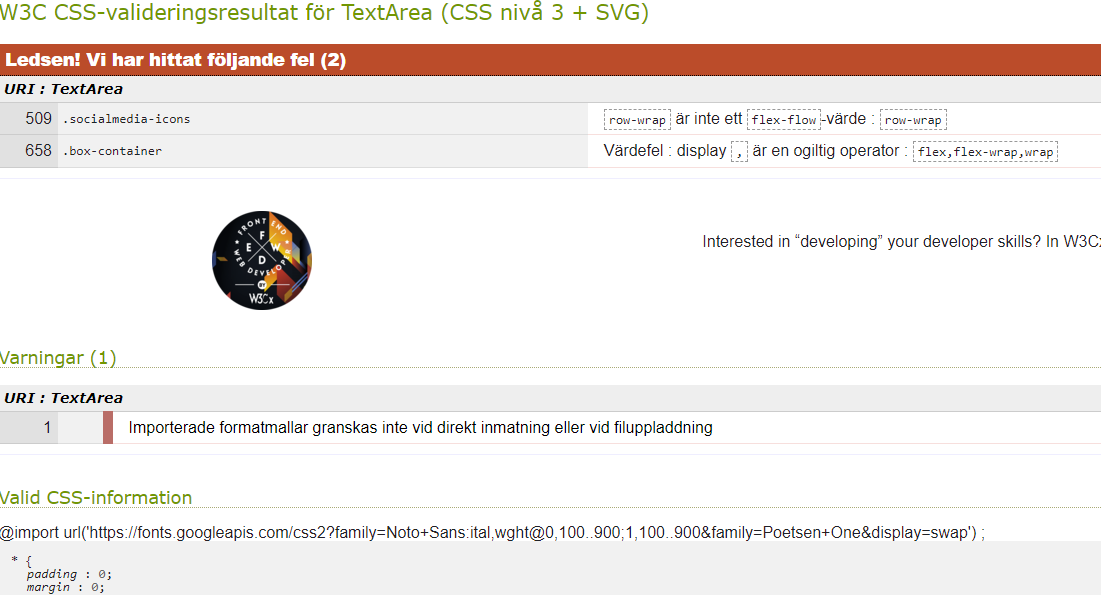 W3C CSS-valideringsresultat för TextArea (CSS nivå 3 + SVG)
Ledsen! Vi har hittat följande fel (2)
URI : TextArea
509 .socialmedia-icons row-wrap är inte ett flex-flow-värde : row-wrap
658 .box-container Värdefel : display , är en ogiltig operator : flex,flex-wrap,wrap
FRONT END
F
E W
D
WEB DEVELOPER
BY
W3Cx
Interested in “developing” your developer skills? In W3Cx
Varningar (1)
URI : TextArea
1 Importerade formatmallar granskas inte vid direkt inmatning eller vid filuppladdning
Valid CSS-information
@import url('https://fonts.googleapis.com/css2?family=Noto+Sans:ital,wght@0,100..900;1,100..900&family=Poetsen+One&display=swap') ;
* {
padding : 0;
margin : 0;